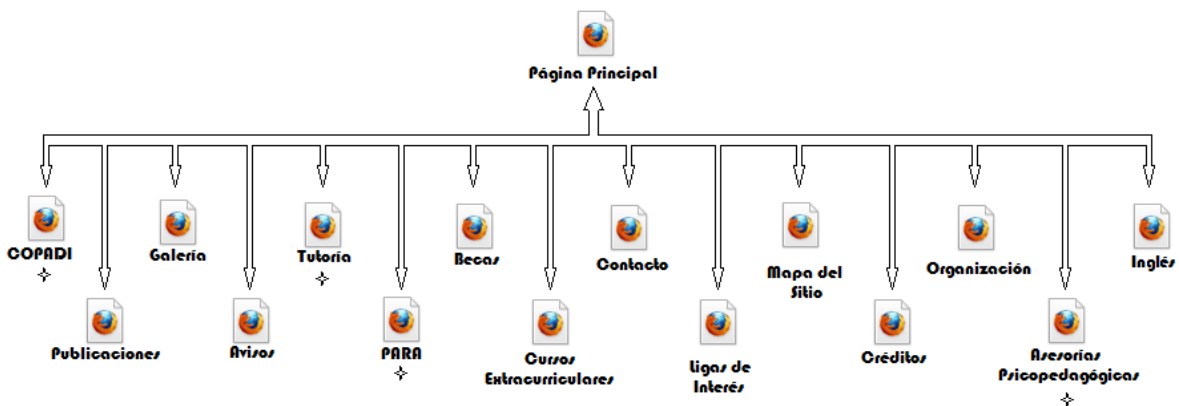 Página Principal
COPADI
Galería
Tutoría
Becas
Contacto
Mapa del
Sitio
Organización
Inglés
Publicaciones
Avisos
PARA
Cursos
Extracurriculares
Ligas de
Interés
Créditos
Asesorías
Psicopedagógicas